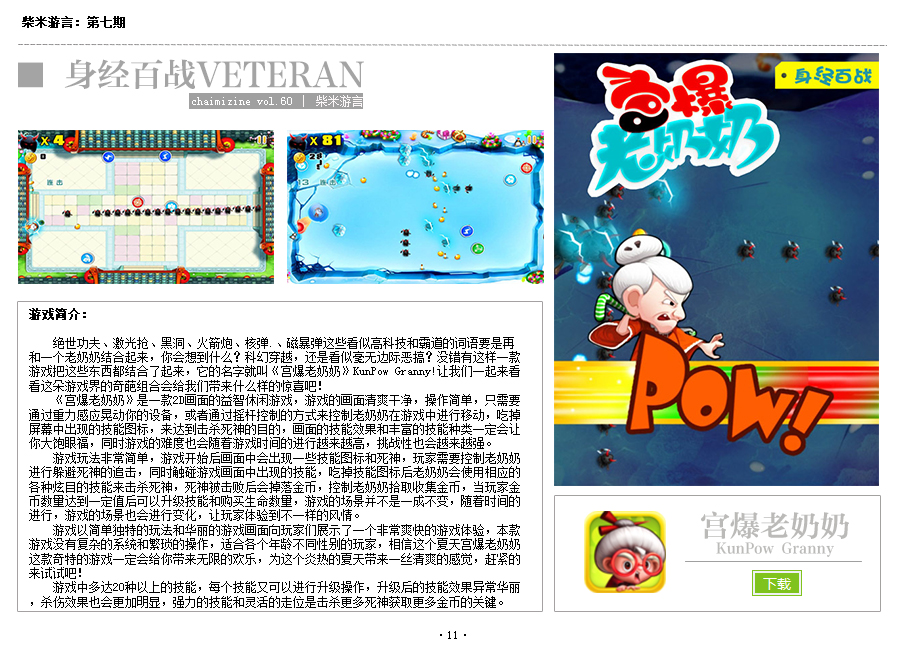 柴米游言：第七期
身经百战VETERAN
chaimizine vol.60 | 柴米游言
X 4
0
连击
X 81
28
13 连击
宫爆
老奶奶
·身经百战
POW!
游戏简介：
绝世功夫、激光抢、黑洞、火箭炮、核弹.、磁暴弹这些看似高科技和霸道的词语要是再
和一个老奶奶结合起来，你会想到什么？科幻穿越，还是看似毫无边际恶搞？没错有这样一款
游戏把这些东西都结合了起来，它的名字就叫《宫爆老奶奶》KunPow Granny!让我们一起来看
看这朵游戏界的奇葩组合会给我们带来什么样的惊喜吧！
《宫爆老奶奶》是一款2D画面的益智休闲游戏，游戏的画面清爽干净，操作简单，只需要
通过重力感应晃动你的设备，或者通过摇杆控制的方式来控制老奶奶在游戏中进行移动，吃掉
屏幕中出现的技能图标，来达到击杀死神的目的，画面的技能效果和丰富的技能种类一定会让
你大饱眼福，同时游戏的难度也会随着游戏时间的进行越来越高，挑战性也会越来越强。
游戏玩法非常简单，游戏开始后画面中会出现一些技能图标和死神，玩家需要控制老奶奶
进行躲避死神的追击，同时触碰游戏画面中出现的技能，吃掉技能图标后老奶奶会使用相应的
各种炫目的技能来击杀死神，死神被击败后会掉落金币，控制老奶奶拾取收集金币，当玩家金
币数量达到一定值后可以升级技能和购买生命数量，游戏的场景并不是一成不变，随着时间的
进行，游戏的场景也会进行变化，让玩家体验到不一样的风情。
游戏以简单独特的玩法和华丽的游戏画面向玩家们展示了一个非常爽快的游戏体验，本款
游戏没有复杂的系统和繁琐的操作，适合各个年龄不同性别的玩家，相信这个夏天宫爆老奶奶
这款奇特的游戏一定会给你带来无限的欢乐，为这个炎热的夏天带来一丝清爽的感觉，赶紧的
来试试吧！
游戏中多达20种以上的技能，每个技能又可以进行升级操作，升级后的技能效果异常华丽
，杀伤效果也会更加明显，强力的技能和灵活的走位是击杀更多死神获取更多金币的关键。
宫爆老奶奶
KunPow Granny
下载
· 11 ·